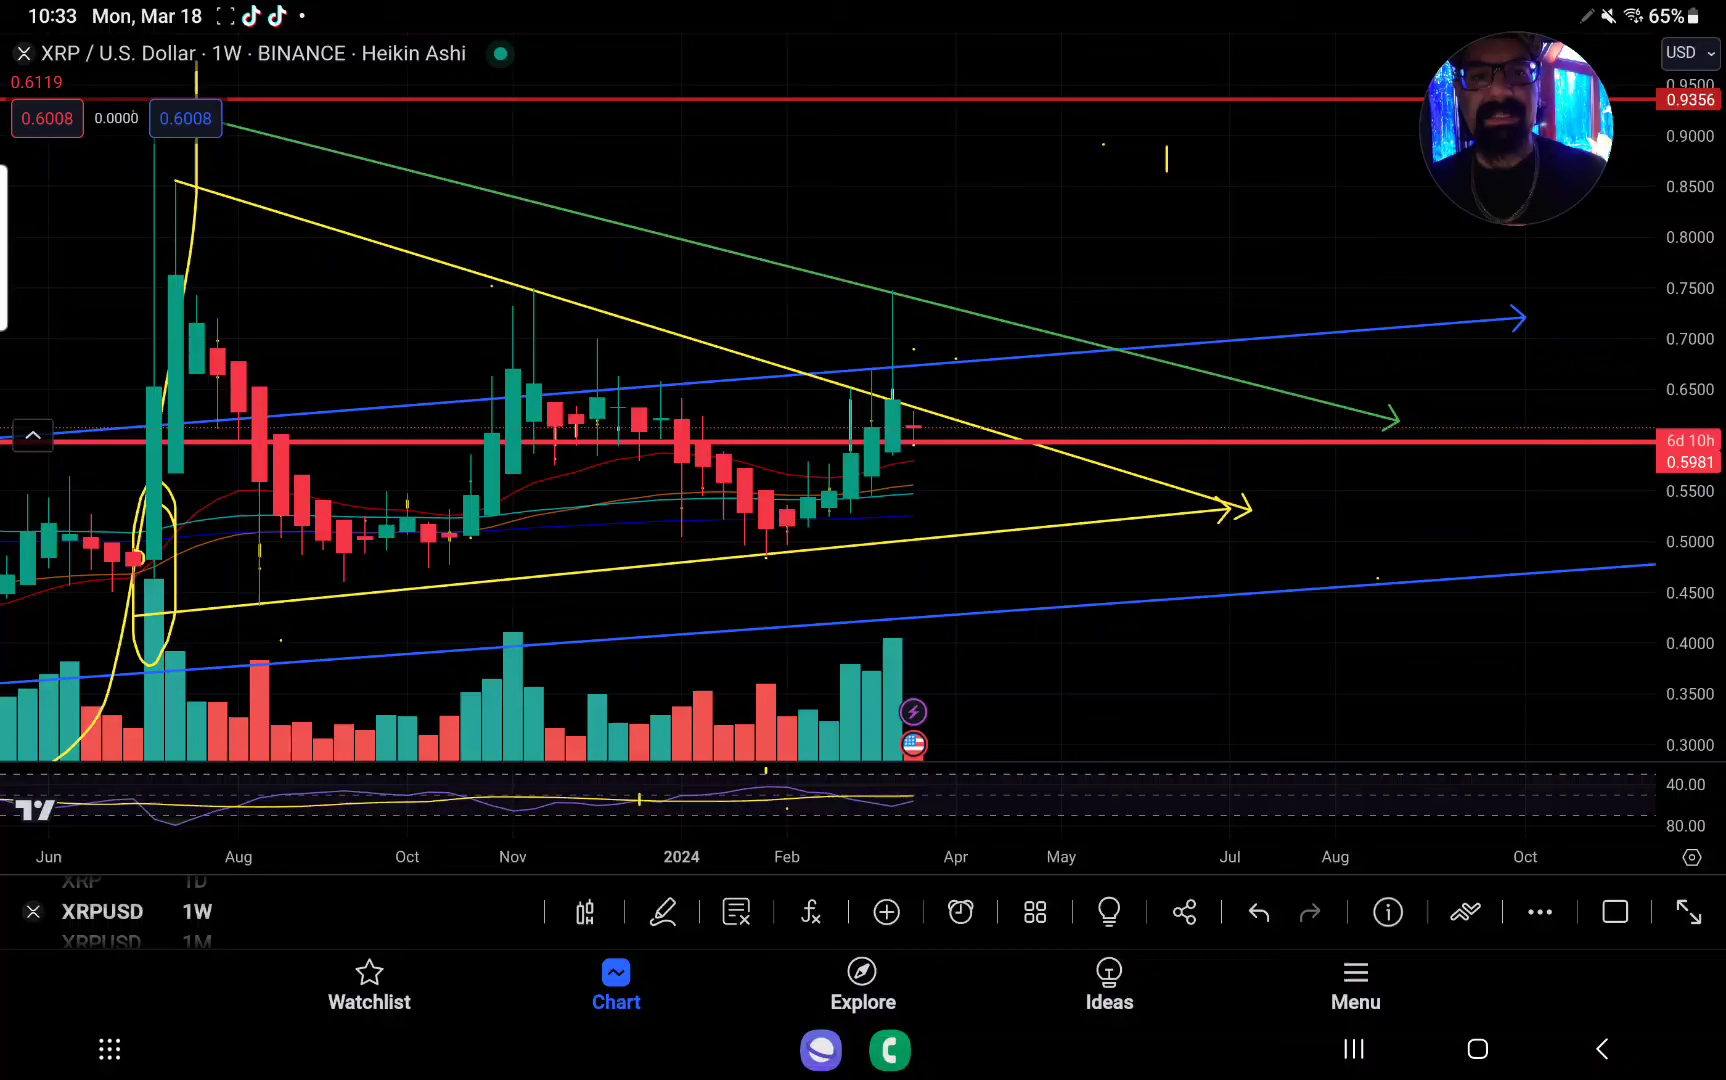 10:33 Mon, Mar 18 65%
XRP / U.S. Dollar · 1W · BINANCE · Heikin Ashi
USD
0.6119
0.6008 0.0000 0.6008
0.9500
0.9356
0.9000
0.8500
0.8000
0.7500
0.7000
0.6500
6d 10h
0.5981
0.5500
0.5000
0.4500
0.4000
0.3500
0.3000
40.00
80.00
Jun Aug Oct Nov 2024 Feb Apr May Jul Aug Oct
XRP 1D
XRPUSD 1W
XRPUSD 1M
Watchlist Chart Explore Ideas Menu